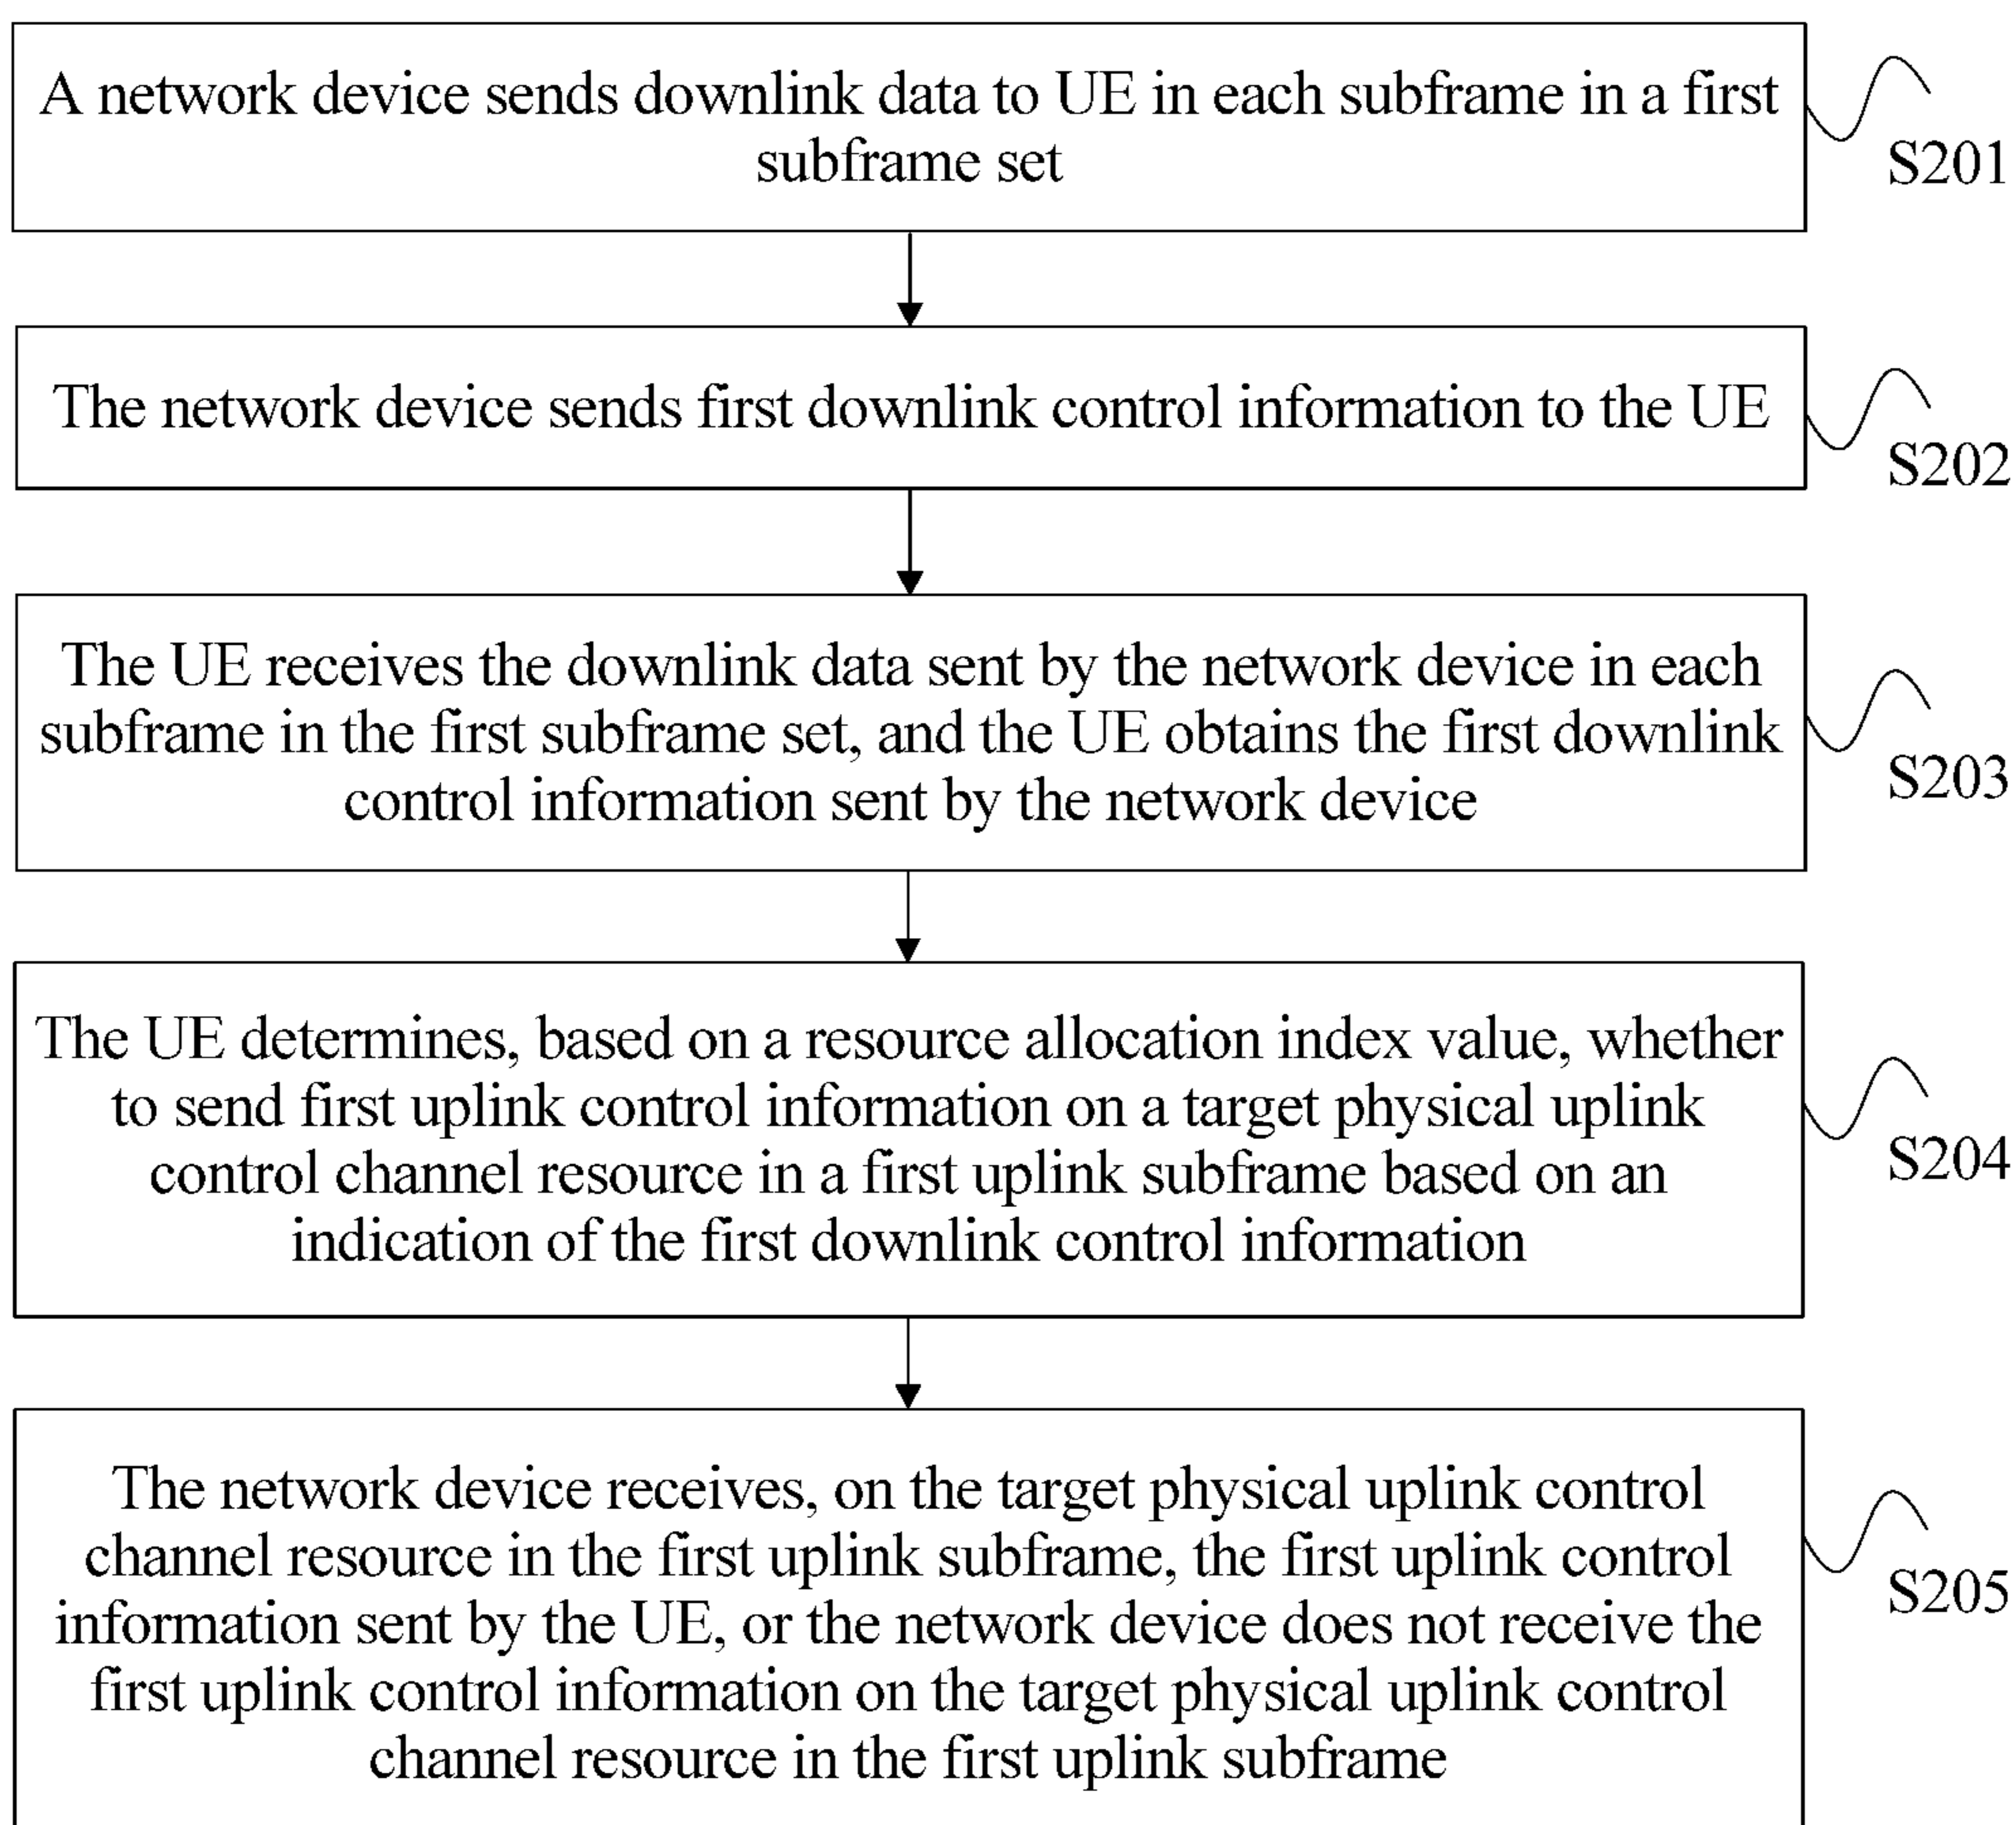 A network device sends downlink data to UE in each subframe in a first
subframe set
S201
The network device sends first downlink control information to the UE
S202
The UE receives the downlink data sent by the network device in each
subframe in the first subframe set, and the UE obtains the first downlink
control information sent by the network device
S203
The UE determines, based on a resource allocation index value, whether
to send first uplink control information on a target physical uplink
control channel resource in a first uplink subframe based on an
indication of the first downlink control information
S204
The network device receives, on the target physical uplink control
channel resource in the first uplink subframe, the first uplink control
information sent by the UE, or the network device does not receive the
first uplink control information on the target physical uplink control
channel resource in the first uplink subframe
S205